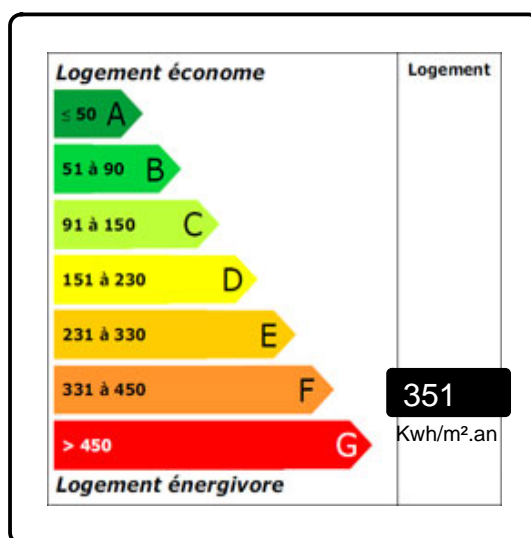 Logement économe
Logement
≤ 50 A
51 à 90 B
91 à 150 C
151 à 230 D
231 à 330 E
331 à 450 F
351
Kwh/m².an
> 450 G
Logement énergivore